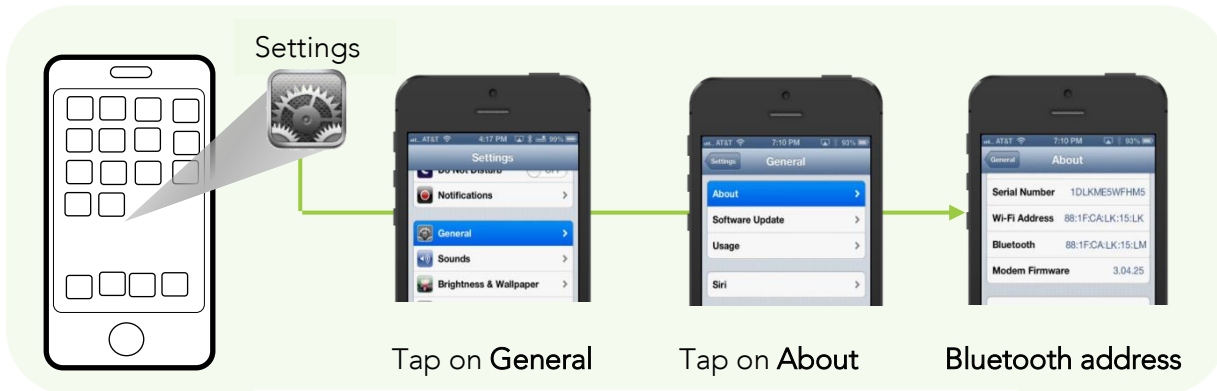 Settings
AT&T 4:17 PM 99%
Settings
Do Not Disturb OFF
Notifications
General
Sounds
Brightness & Wallpaper
Tap on General
AT&T 7:10 PM 93%
Settings General
About
Software Update
Usage
Siri
Tap on About
AT&T 7:10 PM 93%
General About
Serial Number 1DLKME5WFHM5
Wi-Fi Address 88:1F:CA:LK:15:LK
Bluetooth 88:1F:CA:LK:15:LM
Modem Firmware 3.04.25
Bluetooth address